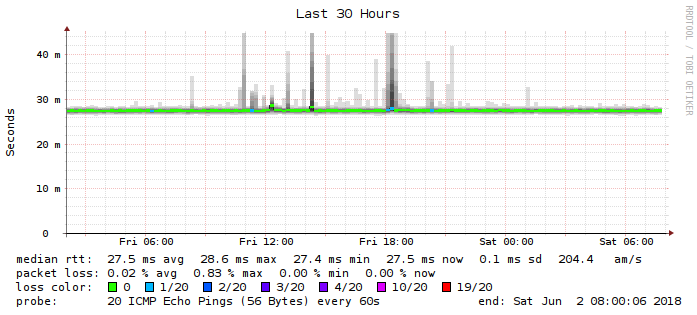 Last 30 Hours
RRDTOOL / TOBI OETIKER
Seconds
40 m
30 m
20 m
10 m
0
Fri 06:00 Fri 12:00 Fri 18:00 Sat 00:00 Sat 06:00
median rtt: 27.5 ms avg 28.6 ms max 27.4 ms min 27.5 ms now 0.1 ms sd 204.4 am/s
packet loss: 0.02 % avg 0.83 % max 0.00 % min 0.00 % now
loss color: 0 1/20 2/20 3/20 4/20 10/20 19/20
probe: 20 ICMP Echo Pings (56 Bytes) every 60s end: Sat Jun 2 08:00:06 2018